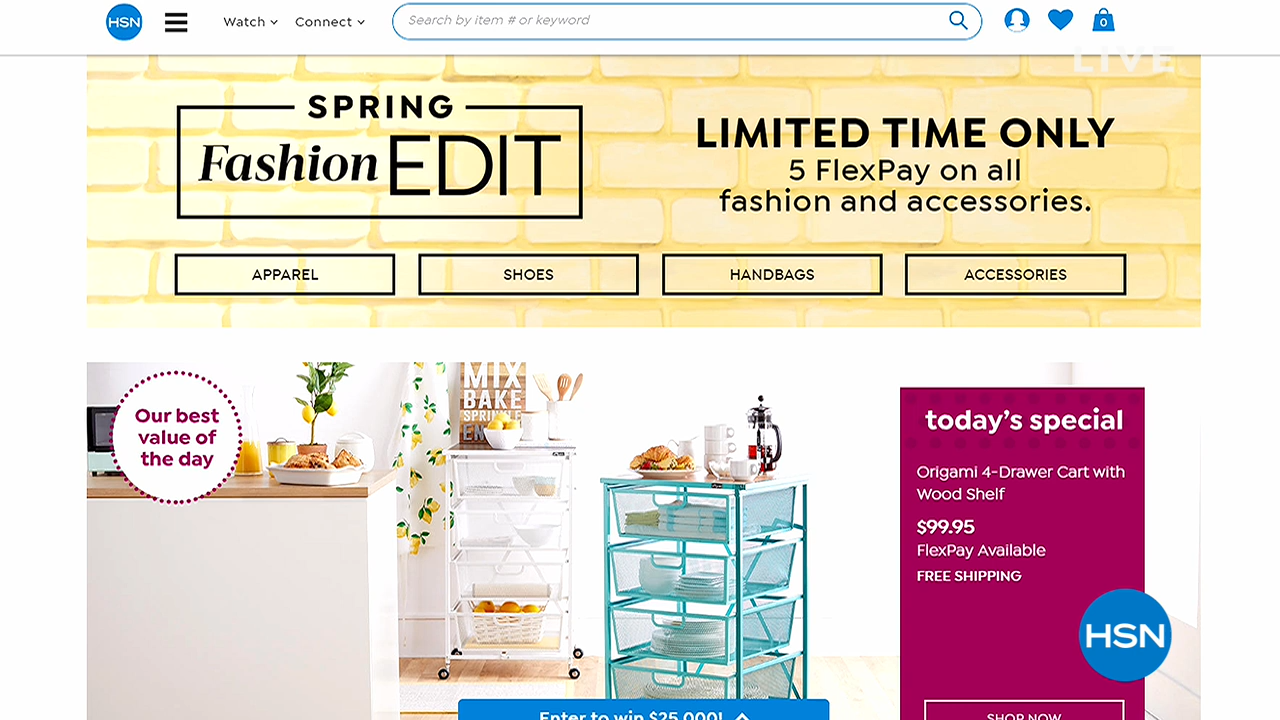 HSN
Watch
Connect
Search by item # or keyword
0
LIVE
SPRING
Fashion EDIT
LIMITED TIME ONLY
5 FlexPay on all
fashion and accessories.
APPAREL
SHOES
HANDBAGS
ACCESSORIES
Our best
value of
the day
MIX
BAKE
SPRINKLE
today's special
Origami 4-Drawer Cart with
Wood Shelf
$99.95
FlexPay Available
FREE SHIPPING
HSN
Enter to win $25,000!
SHOP NOW